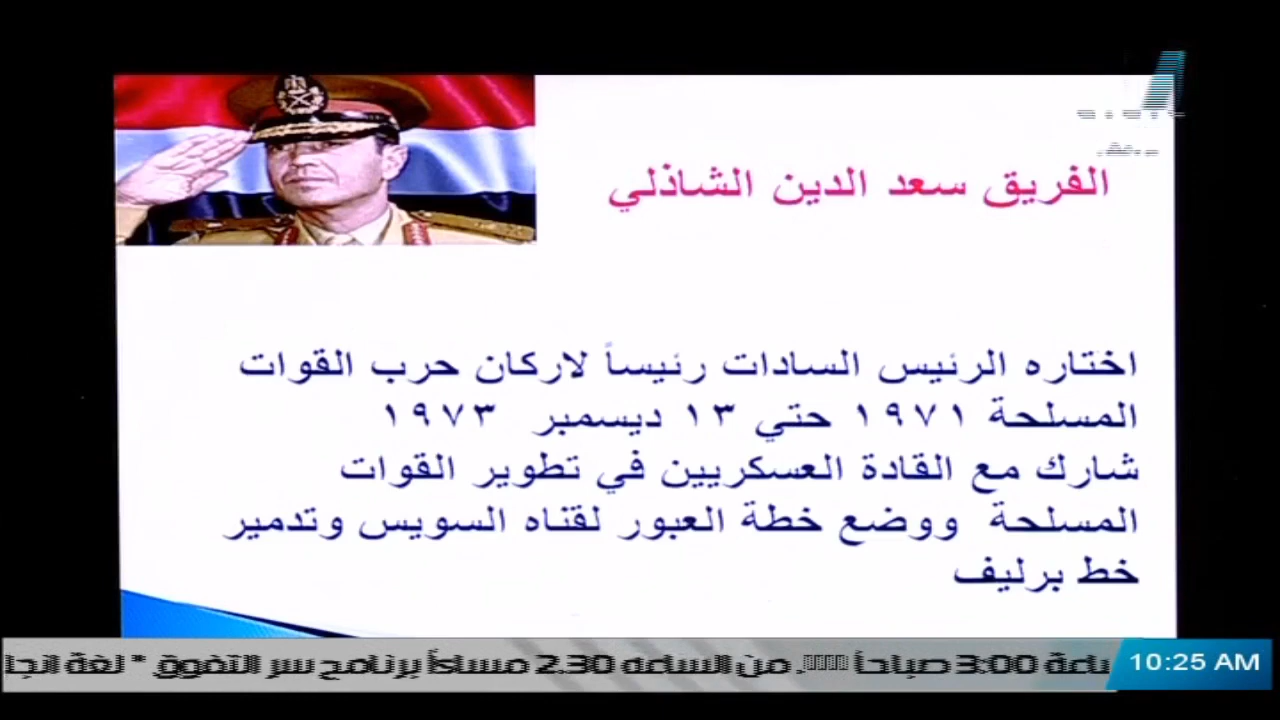 الفريق سعد الدين الشاذلي
اختاره الرئيس السادات رئيساً لاركان حرب القوات
المسلحة ١٩٧١ حتي ١٣ ديسمبر ١٩٧٣
شارك مع القادة العسكريين في تطوير القوات
المسلحة ووضع خطة العبور لقناه السويس وتدمير
خط برليف
3:00 صباحاً . من الساعه 2.30 مساءاً برنامج سر التفوق * لغة
10:25 AM